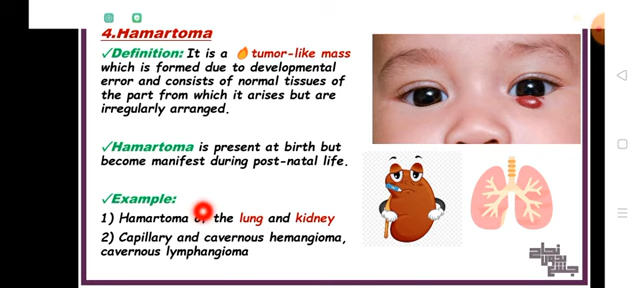 4.Hamartoma
✓Definition: It is a tumor-like mass
which is formed due to developmental
error and consists of normal tissues of
the part from which it arises but are
irregularly arranged.
✓Hamartoma is present at birth but
become manifest during post-natal life.
✓Example:
1) Hamartoma of the lung and kidney
2) Capillary and cavernous hemangioma,
cavernous lymphangioma